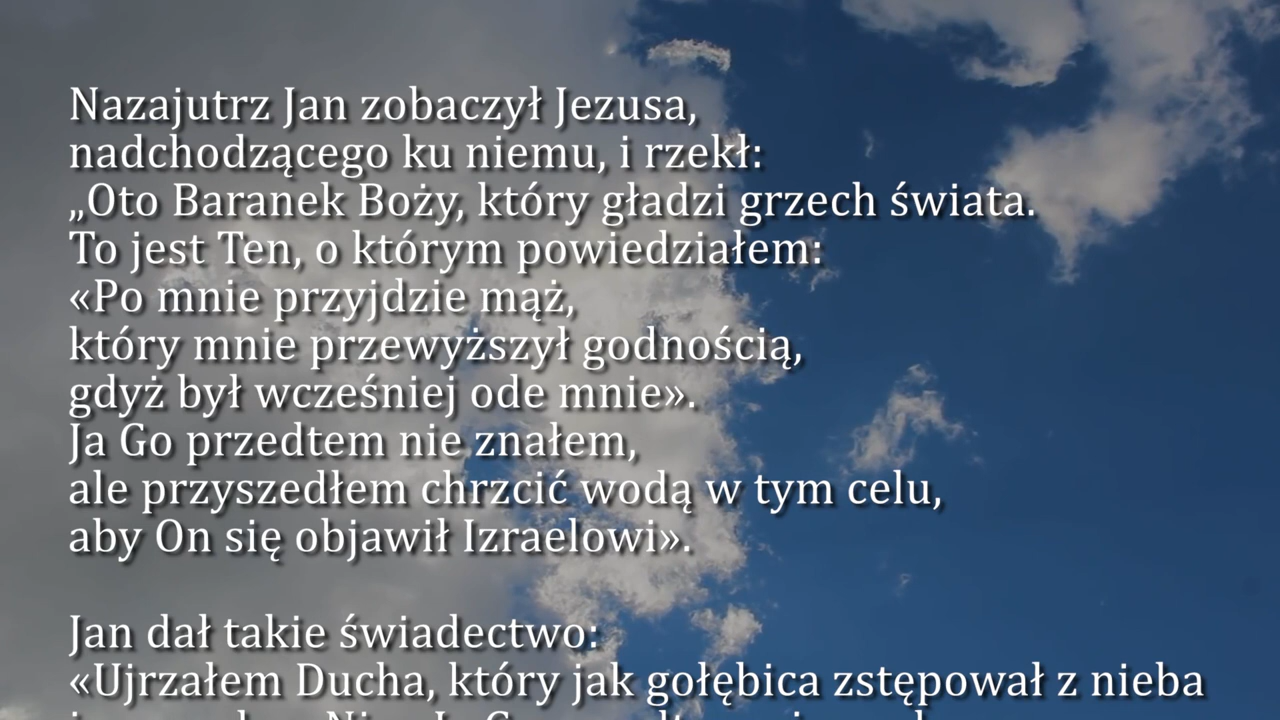 Nazajutrz Jan zobaczył Jezusa,
nadchodzącego ku niemu, i rzekł:
„Oto Baranek Boży, który gładzi grzech świata.
To jest Ten, o którym powiedziałem:
«Po mnie przyjdzie mąż,
który mnie przewyższył godnością,
gdyż był wcześniej ode mnie».
Ja Go przedtem nie znałem,
ale przyszedłem chrzcić wodą w tym celu,
aby On się objawił Izraelowi».
Jan dał takie świadectwo:
«Ujrzałem Ducha, który jak gołębica zstępował z nieba